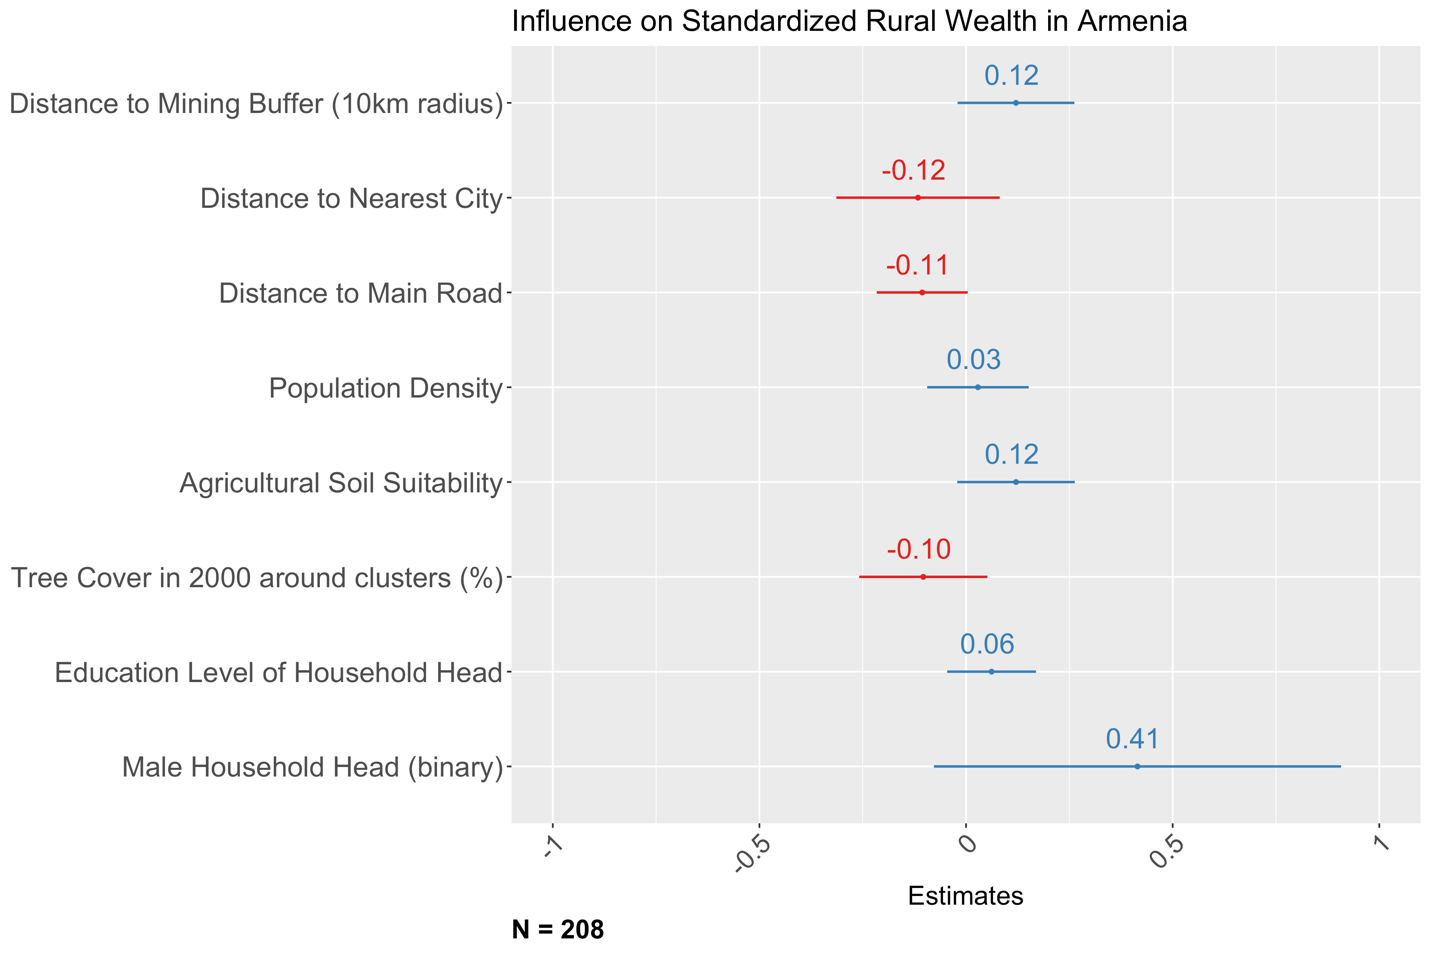 Influence on Standardized Rural Wealth in Armenia
Distance to Mining Buffer (10km radius)
0.12
Distance to Nearest City
-0.12
Distance to Main Road
-0.11
Population Density
0.03
Agricultural Soil Suitability
0.12
Tree Cover in 2000 around clusters (%)
-0.10
Education Level of Household Head
0.06
Male Household Head (binary)
0.41
-1
-0.5
0
0.5
1
Estimates
N = 208